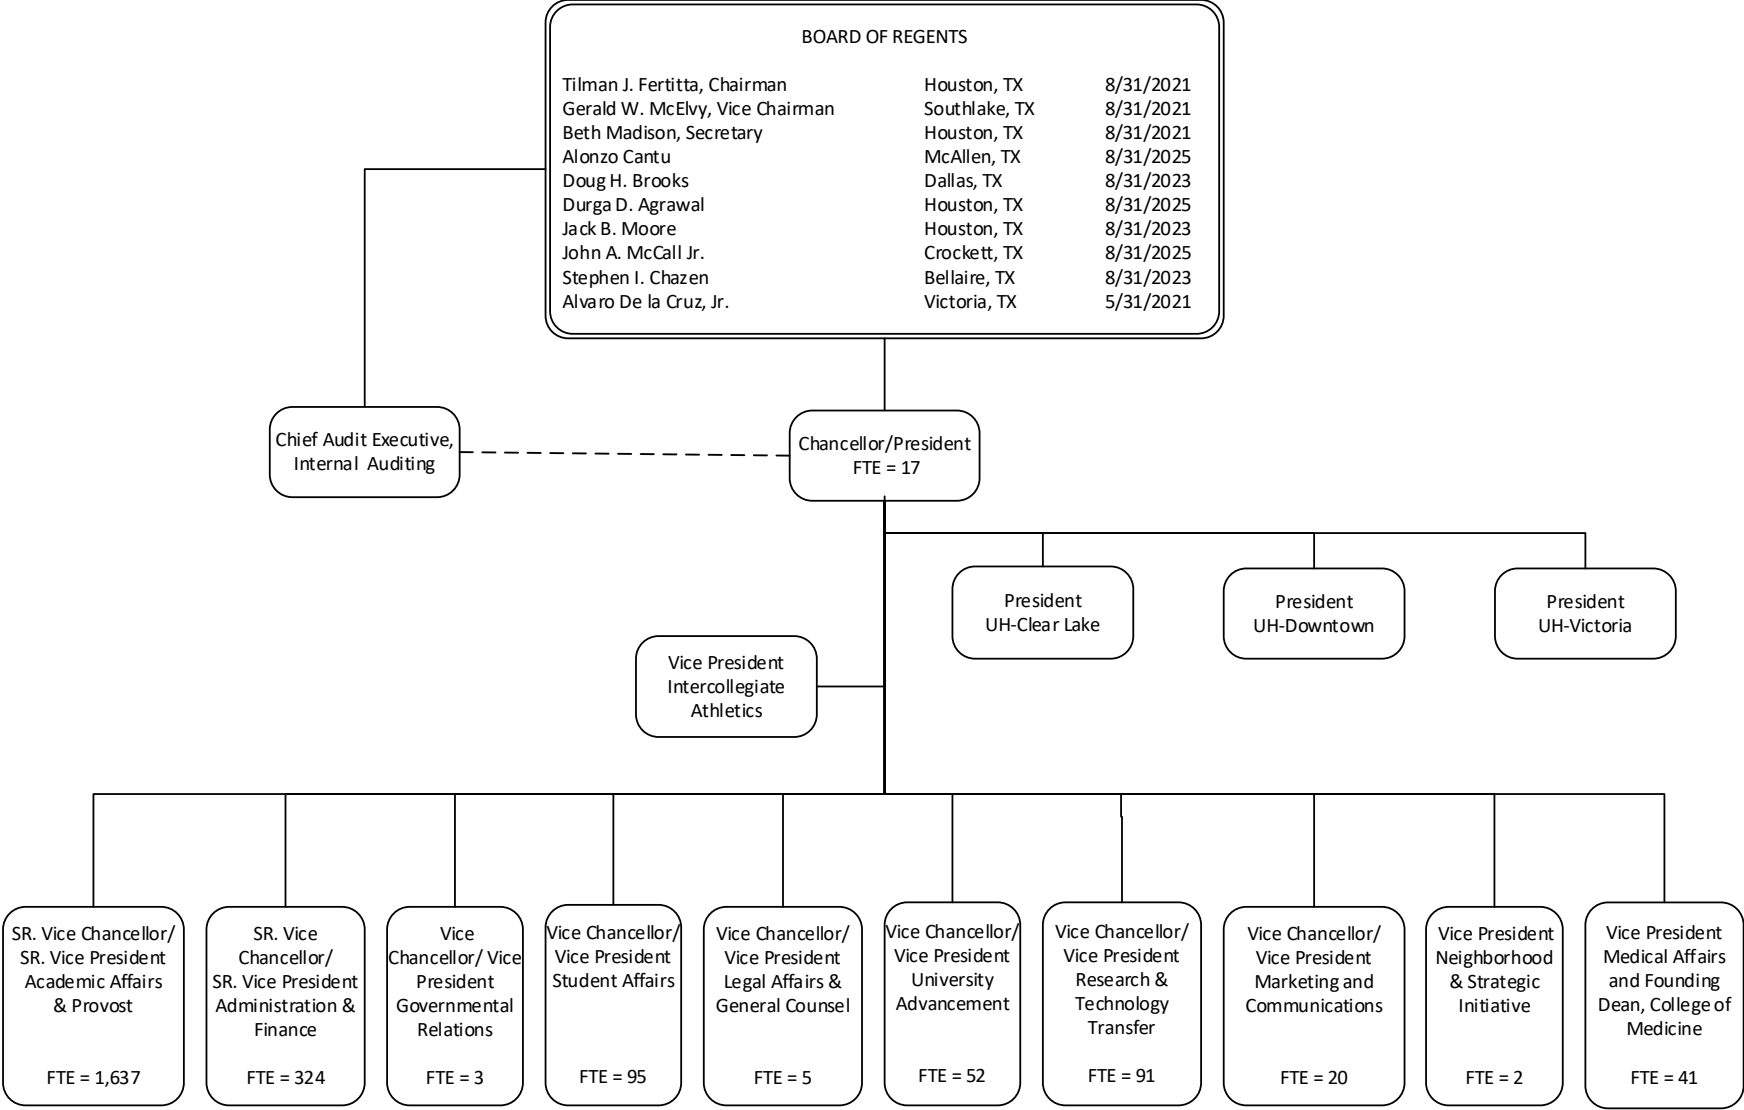 BOARD OF REGENTS
Tilman J. Fertitta, Chairman Houston, TX 8/31/2021
Gerald W. McElvy, Vice Chairman Southlake, TX 8/31/2021
Beth Madison, Secretary Houston, TX 8/31/2021
Alonzo Cantu McAllen, TX 8/31/2025
Doug H. Brooks Dallas, TX 8/31/2023
Durga D. Agrawal Houston, TX 8/31/2025
Jack B. Moore Houston, TX 8/31/2023
John A. McCall Jr. Crockett, TX 8/31/2025
Stephen I. Chazen Bellaire, TX 8/31/2023
Alvaro De la Cruz, Jr. Victoria, TX 5/31/2021
Chief Audit Executive,
Internal Auditing
Chancellor/President
FTE = 17
President
UH-Clear Lake
President
UH-Downtown
President
UH-Victoria
Vice President
Intercollegiate
Athletics
SR. Vice Chancellor/
SR. Vice President
Academic Affairs
& Provost
FTE = 1,637
SR. Vice
Chancellor/
SR. Vice President
Administration &
Finance
FTE = 324
Vice
Chancellor/ Vice
President
Governmental
Relations
FTE = 3
Vice Chancellor/
Vice President
Student Affairs
FTE = 95
Vice Chancellor/
Vice President
Legal Affairs &
General Counsel
FTE = 5
Vice Chancellor/
Vice President
University
Advancement
FTE = 52
Vice Chancellor/
Vice President
Research &
Technology
Transfer
FTE = 91
Vice Chancellor/
Vice President
Marketing and
Communications
FTE = 20
Vice President
Neighborhood
& Strategic
Initiative
FTE = 2
Vice President
Medical Affairs
and Founding
Dean, College of
Medicine
FTE = 41